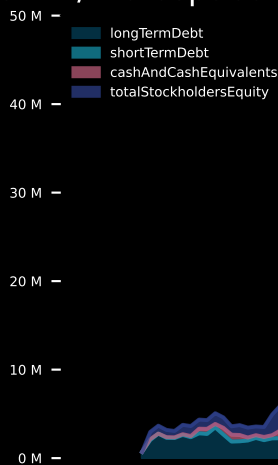 50 M
longTermDebt
shortTermDebt
cashAndCashEquivalents
totalStockholdersEquity
40 M
30 M
20 M
10 M
0 M